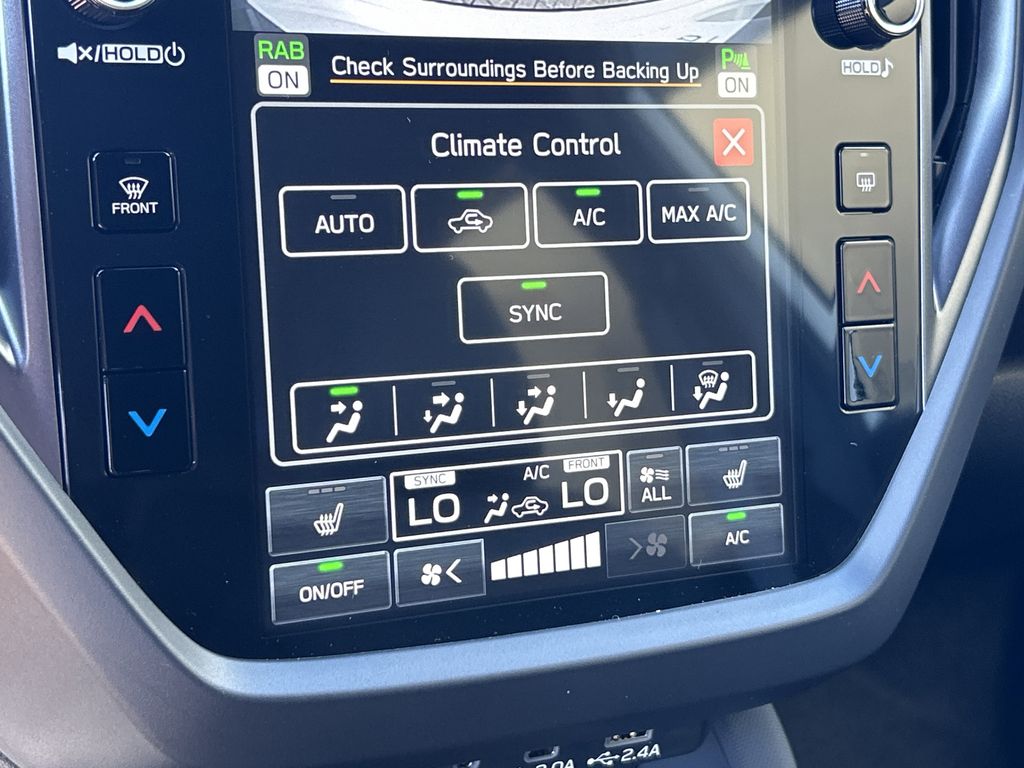 HOLD
HOLD
RAB
ON
Check Surroundings Before Backing Up
P
ON
Climate Control
FRONT
AUTO
A/C
MAX A/C
SYNC
SYNC
LO
A/C
FRONT
LO
ALL
ON/OFF
A/C
2.4A